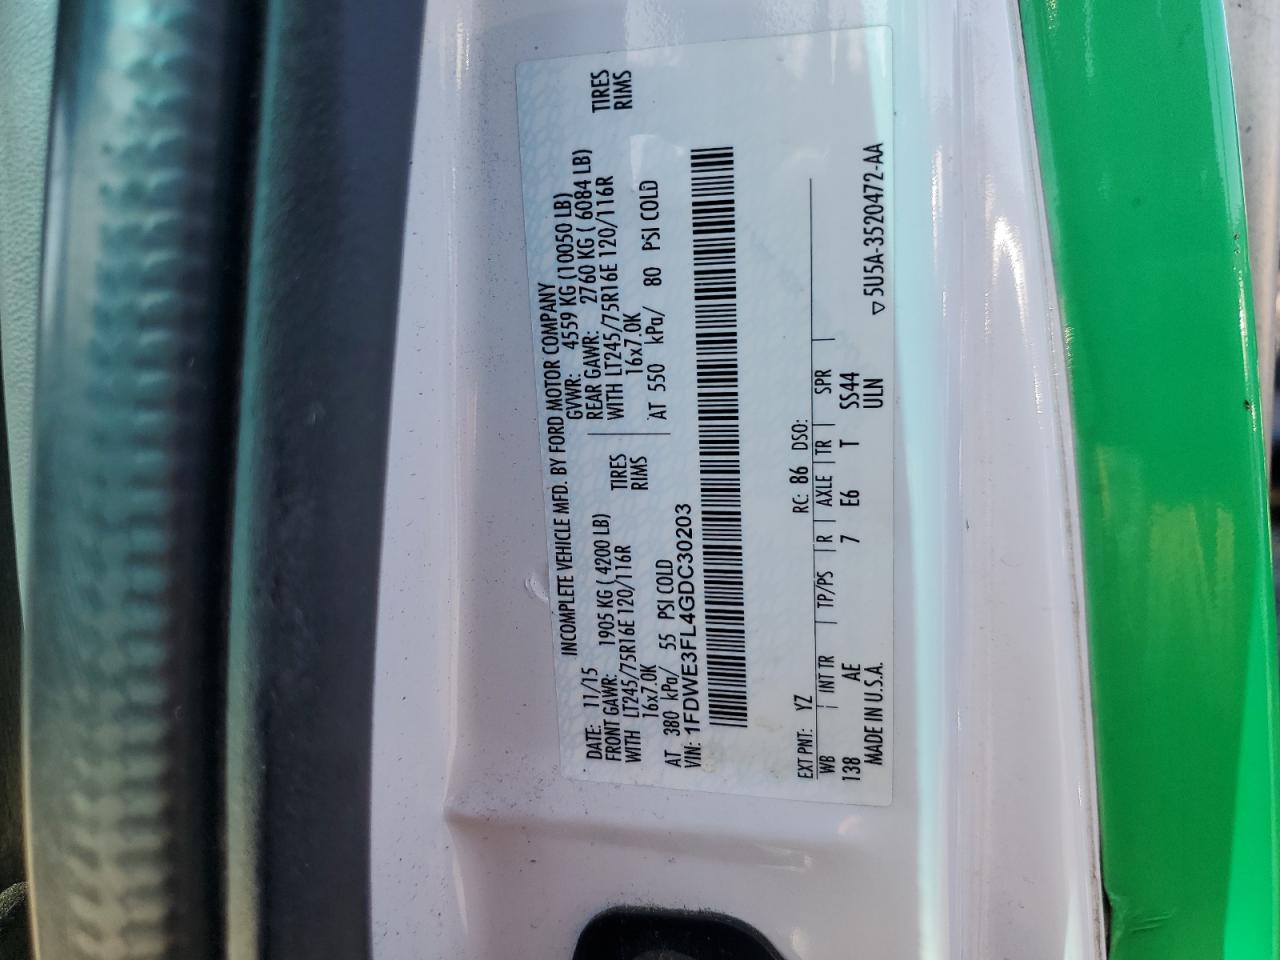 INCOMPLETE VEHICLE MFD. BY FORD MOTOR COMPANY
DATE: 11/15 GVWR: 4559 KG (10050 LB)
FRONT GAWR: 1905 KG ( 4200 LB) REAR GAWR: 2760 KG ( 6084 LB)
WITH LT245/75R16E 120/116R TIRES WITH LT245/75R16E 120/116R TIRES
16x7.0K RIMS 16x7.0K RIMS
AT 380 kPa/ 55 PSI COLD AT 550 kPa/ 80 PSI COLD
VIN: 1FDWE3FL4GDC30203
EXT PNT: YZ RC: 86 DSO:
WB | INT TR | TP/PS | R | AXLE | TR | SPR |
138 AE 7 E6 T SS44
MADE IN U.S.A. ULN
▽ 5U5A-3520472-AA